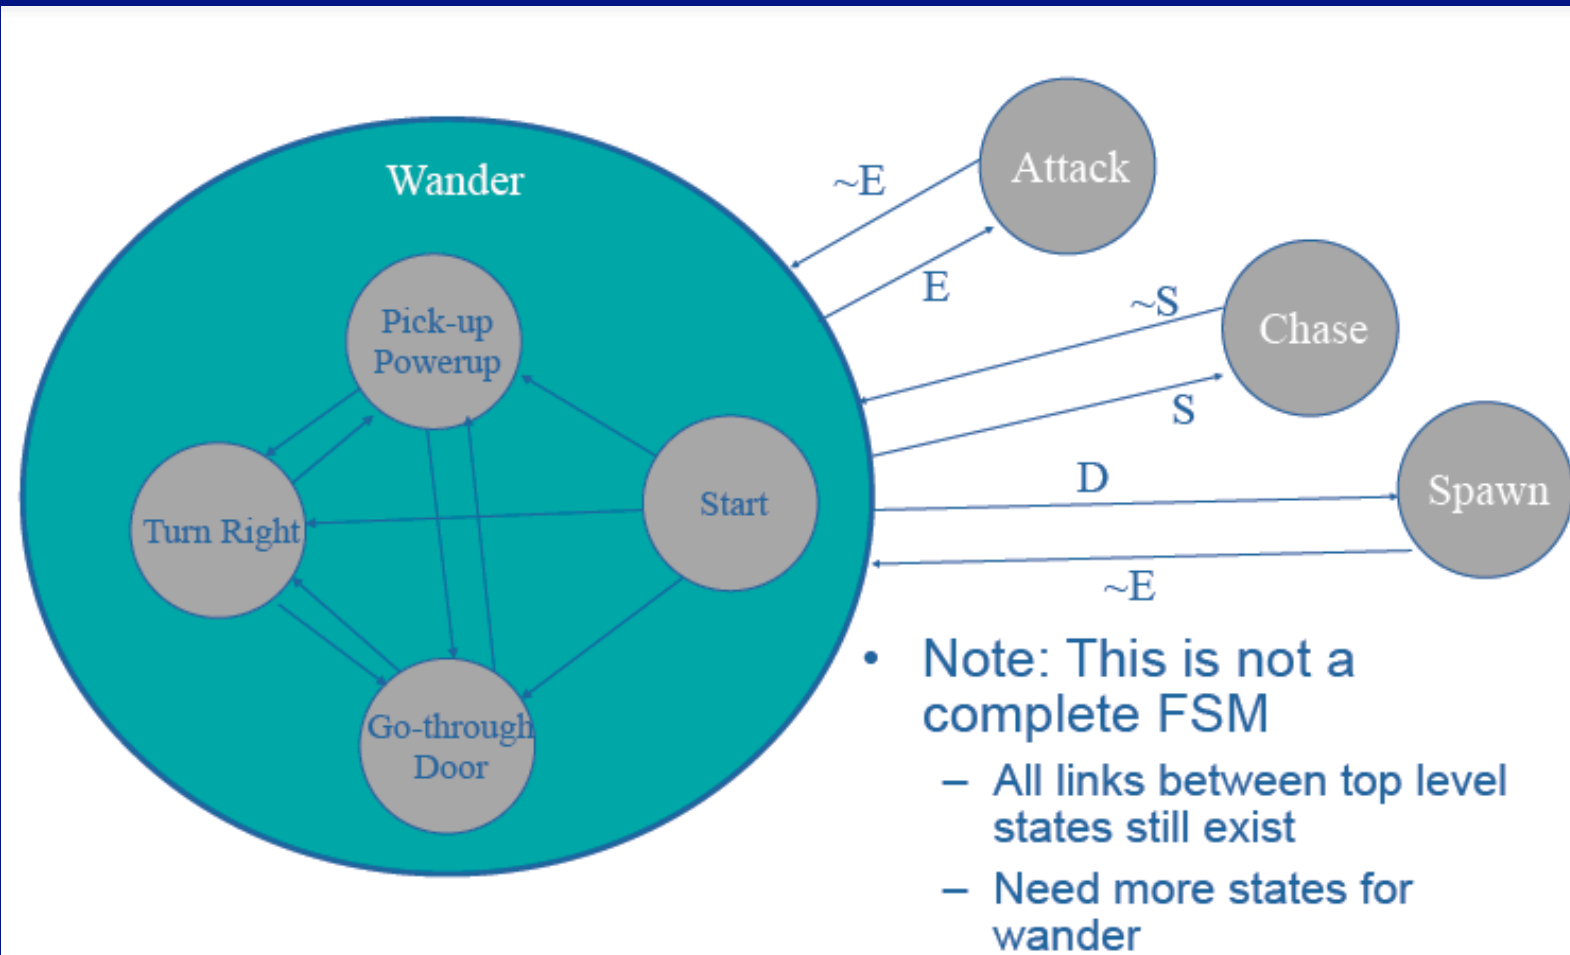 Wander
Attack
~E
E
Pick-up
Powerup
~S
Chase
S
Turn Right
Start
D
Spawn
~E
Go-through
Door
• Note: This is not a
complete FSM
– All links between top level
states still exist
– Need more states for
wander